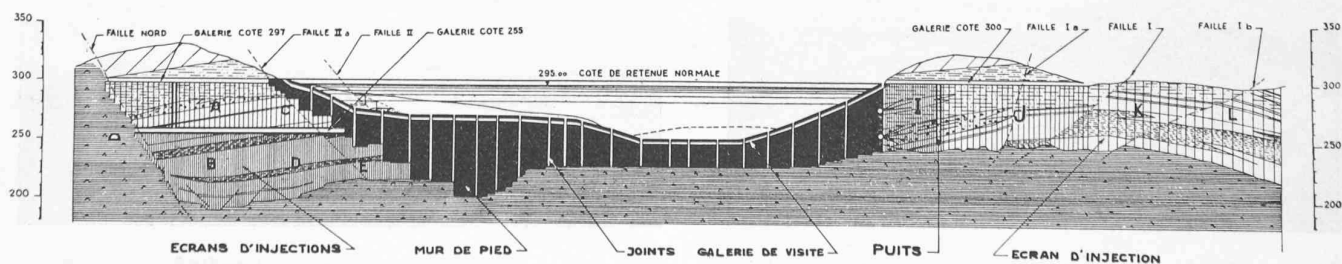 350
FAILLE NORD
GALERIE COTE 297
FAILLE II a
FAILLE II
GALERIE COTE 255
GALERIE COTE 300
FAILLE I a
FAILLE I
FAILLE I b
350
300
295.00 COTE DE RETENUE NORMALE
300
A
C
I
J
K
L
250
250
B
D
E
200
200
ECRANS D'INJECTIONS
MUR DE PIED
JOINTS
GALERIE DE VISITE
PUITS
ECRAN D'INJECTION